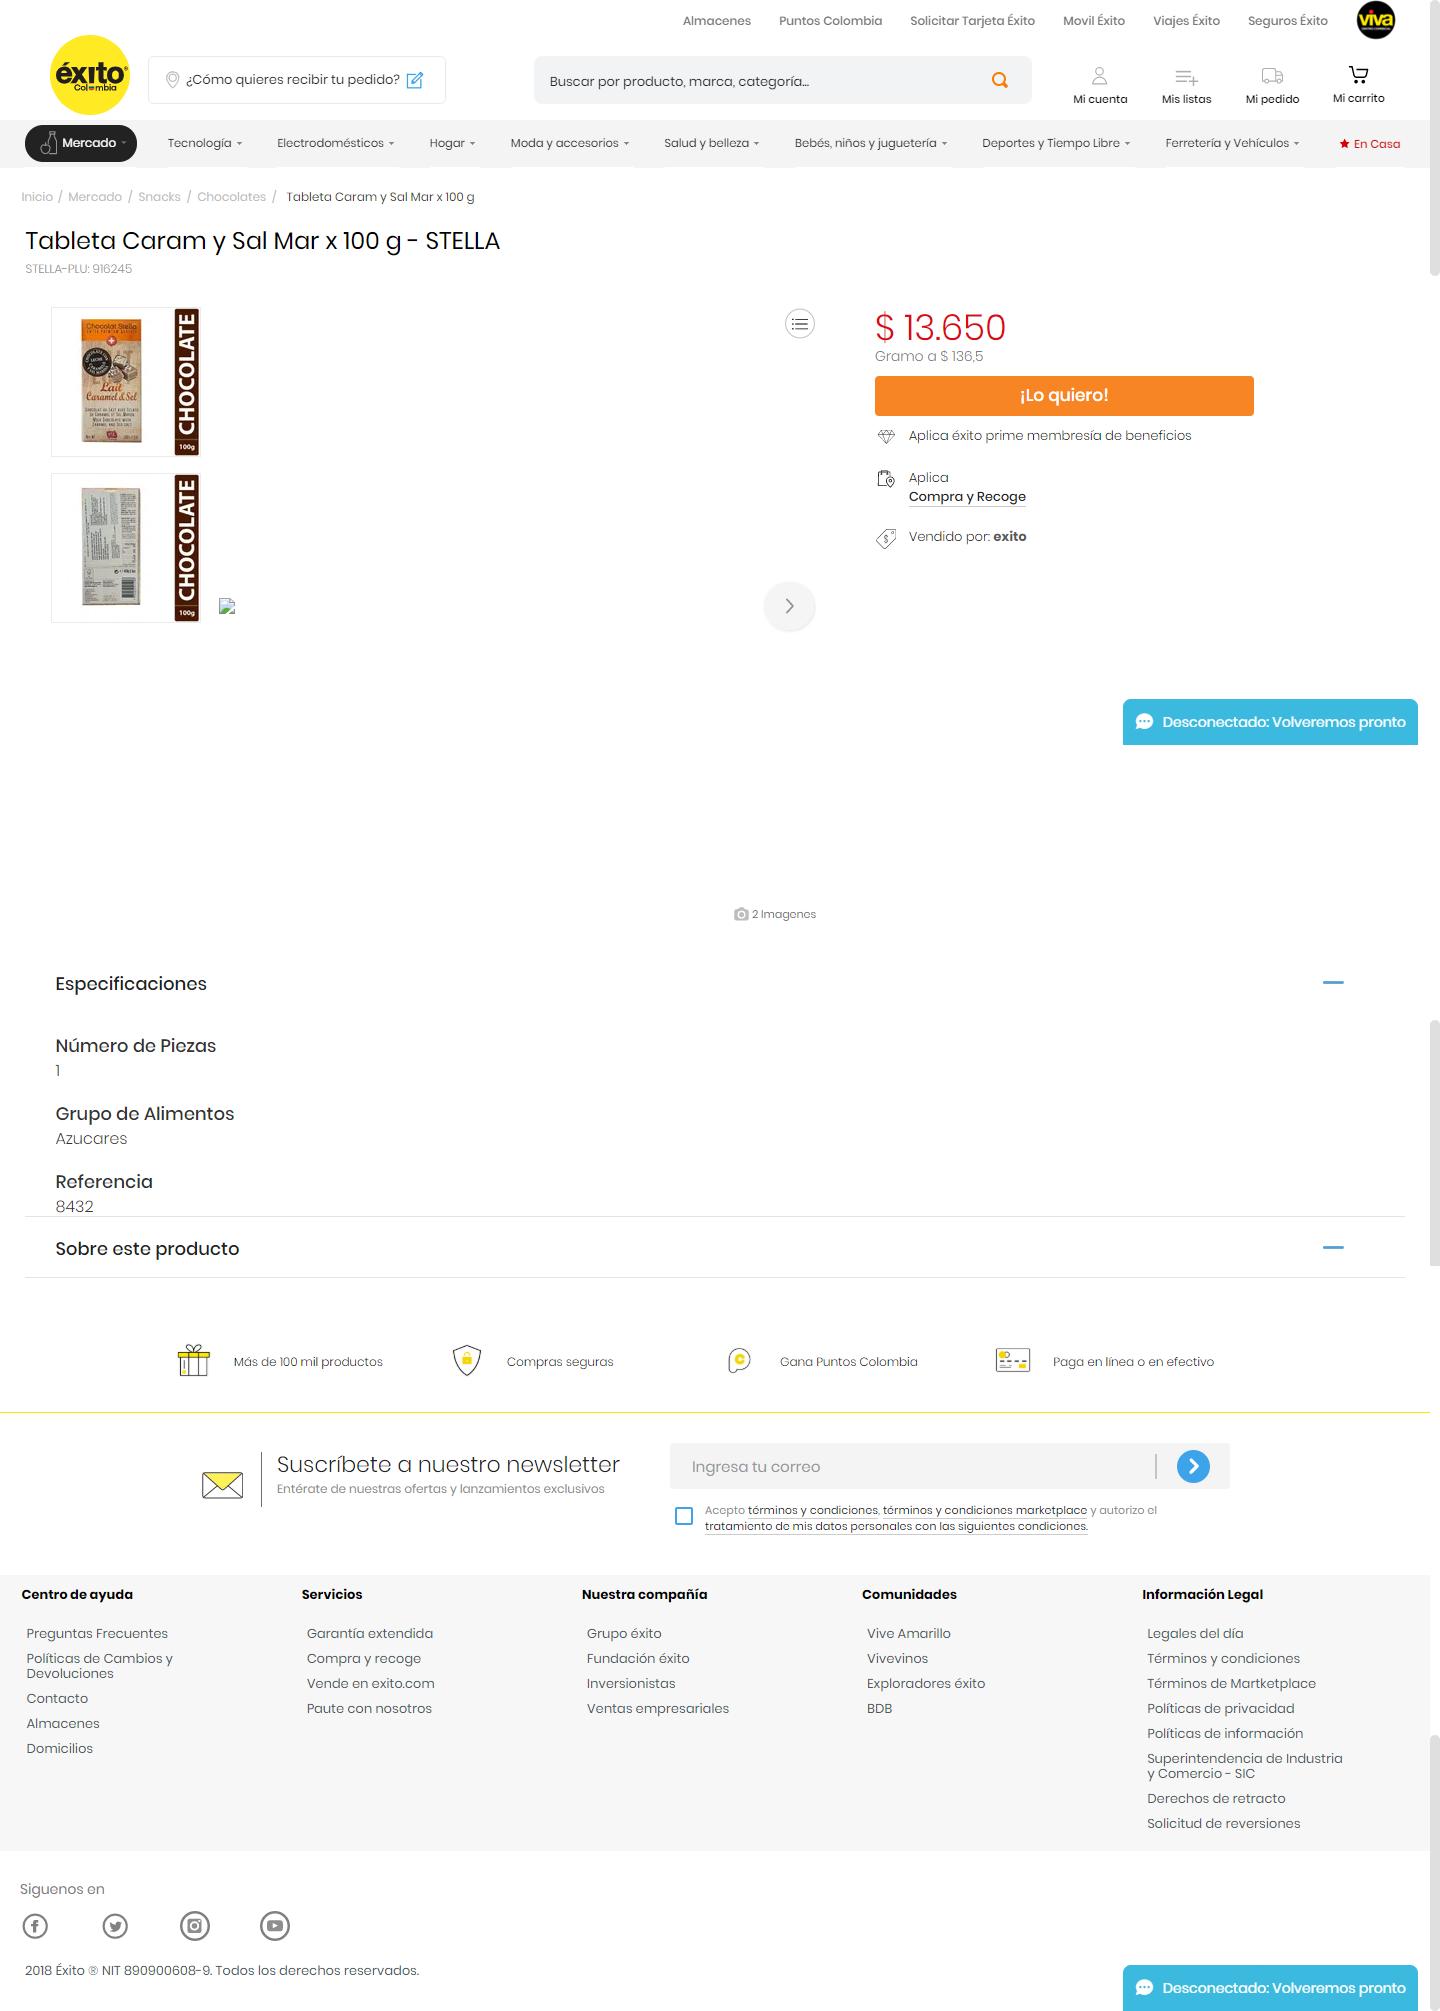 Almacenes Puntos Colombia Solicitar Tarjeta Éxito Movil Éxito Viajes Éxito Seguros Éxito viva
éxito
Colombia
¿Cómo quieres recibir tu pedido?
Buscar por producto, marca, categoría...
Mi cuenta Mis listas Mi pedido Mi carrito
Mercado Tecnología Electrodomésticos Hogar Moda y accesorios Salud y belleza Bebés, niños y juguetería Deportes y Tiempo Libre Ferretería y Vehículos En Casa
Inicio / Mercado / Snacks / Chocolates / Tableta Caram y Sal Mar x 100 g
Tableta Caram y Sal Mar x 100 g - STELLA
STELLA-PLU: 916245
Chocolat Stella
Lait
Caramel & Sel
CHOCOLATE
100g
CHOCOLATE
100g
$ 13.650
Gramo a $ 136,5
¡Lo quiero!
Aplica éxito prime membresía de beneficios
Aplica
Compra y Recoge
Vendido por: exito
Desconectado: Volveremos pronto
2 Imagenes
Especificaciones
Número de Piezas
1
Grupo de Alimentos
Azucares
Referencia
8432
Sobre este producto
Más de 100 mil productos Compras seguras Gana Puntos Colombia Paga en línea o en efectivo
Suscríbete a nuestro newsletter
Entérate de nuestras ofertas y lanzamientos exclusivos
Ingresa tu correo
Acepto términos y condiciones, términos y condiciones marketplace y autorizo el
tratamiento de mis datos personales con las siguientes condiciones.
Centro de ayuda
Preguntas Frecuentes
Políticas de Cambios y
Devoluciones
Contacto
Almacenes
Domicilios
Servicios
Garantía extendida
Compra y recoge
Vende en exito.com
Paute con nosotros
Nuestra compañía
Grupo éxito
Fundación éxito
Inversionistas
Ventas empresariales
Comunidades
Vive Amarillo
Vivevinos
Exploradores éxito
BDB
Información Legal
Legales del día
Términos y condiciones
Términos de Martketplace
Políticas de privacidad
Políticas de información
Superintendencia de Industria
y Comercio - SIC
Derechos de retracto
Solicitud de reversiones
Siguenos en
2018 Éxito ® NIT 890900608-9. Todos los derechos reservados.
Desconectado: Volveremos pronto